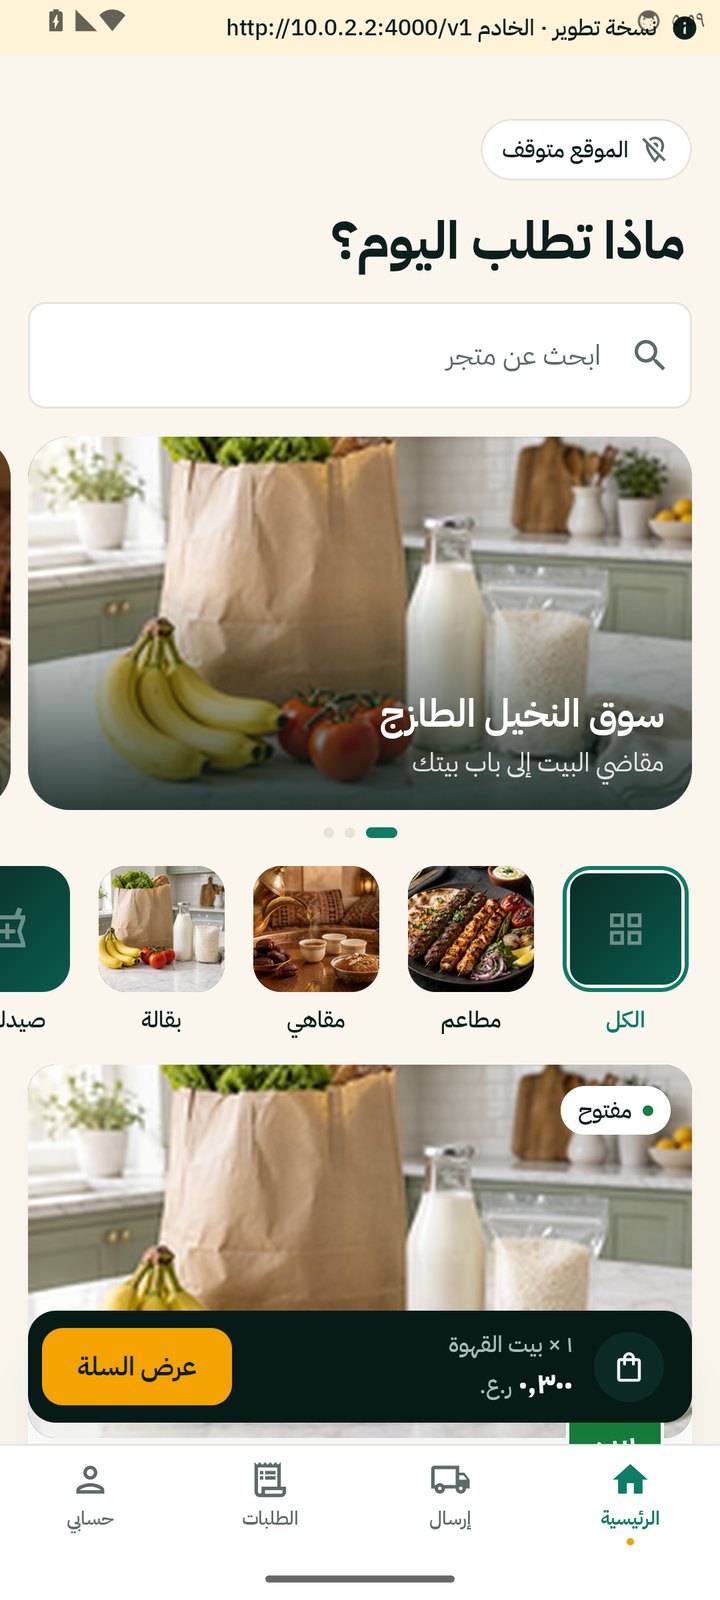 نسخة تطوير · الخادم http://10.0.2.2:4000/v1
الموقع متوقف
ماذا تطلب اليوم؟
ابحث عن متجر
سوق النخيل الطازج
مقاضي البيت إلى باب بيتك
الكل
مطاعم
مقاهي
بقالة
مفتوح
١ × بيت القهوة
٠٫٣٠٠ ر.ع.
عرض السلة
الرئيسية
إرسال
الطلبات
حسابي